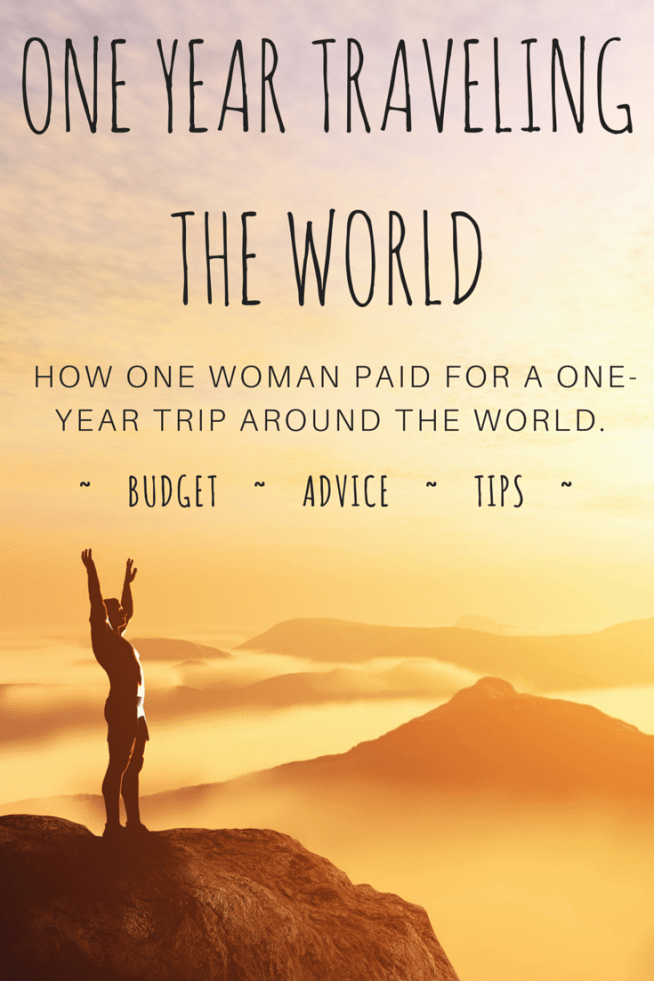 ONE YEAR TRAVELING
THE WORLD
HOW ONE WOMAN PAID FOR A ONE-
YEAR TRIP AROUND THE WORLD.
~ BUDGET ~ ADVICE ~ TIPS ~